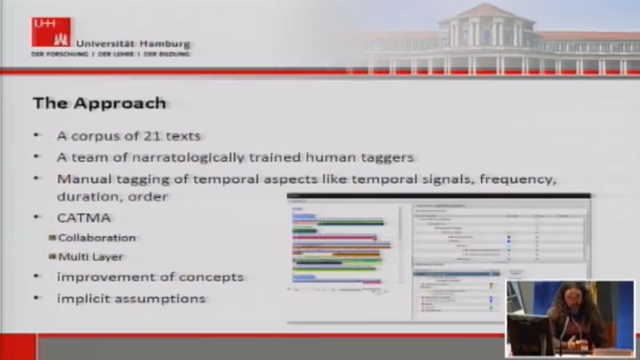 UHH
Universität Hamburg
DER FORSCHUNG | DER LEHRE | DER BILDUNG
The Approach
• A corpus of 21 texts
• A team of narratologically trained human taggers
• Manual tagging of temporal aspects like temporal signals, frequency,
duration, order
• CATMA
Collaboration
Multi Layer
• improvement of concepts
• implicit assumptions